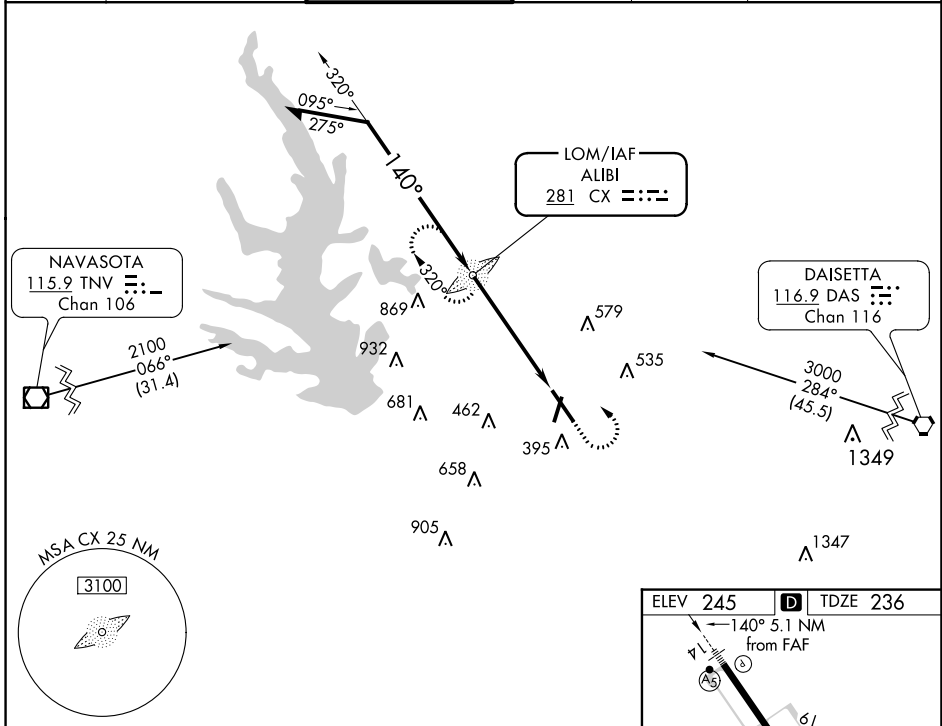 320°
095°
275°
140°
LOM/IAF
ALIBI
281 CX
320°
NAVASOTA
115.9 TNV
Chan 106
2100
066°
(31.4)
DAISETTA
116.9 DAS
Chan 116
3000
284°
(45.5)
869
932
681
462
658
905
579
535
395
1349
1347
MSA CX 25 NM
3100
ELEV 245 D TDZE 236
140° 5.1 NM
from FAF
14
P
A5
19